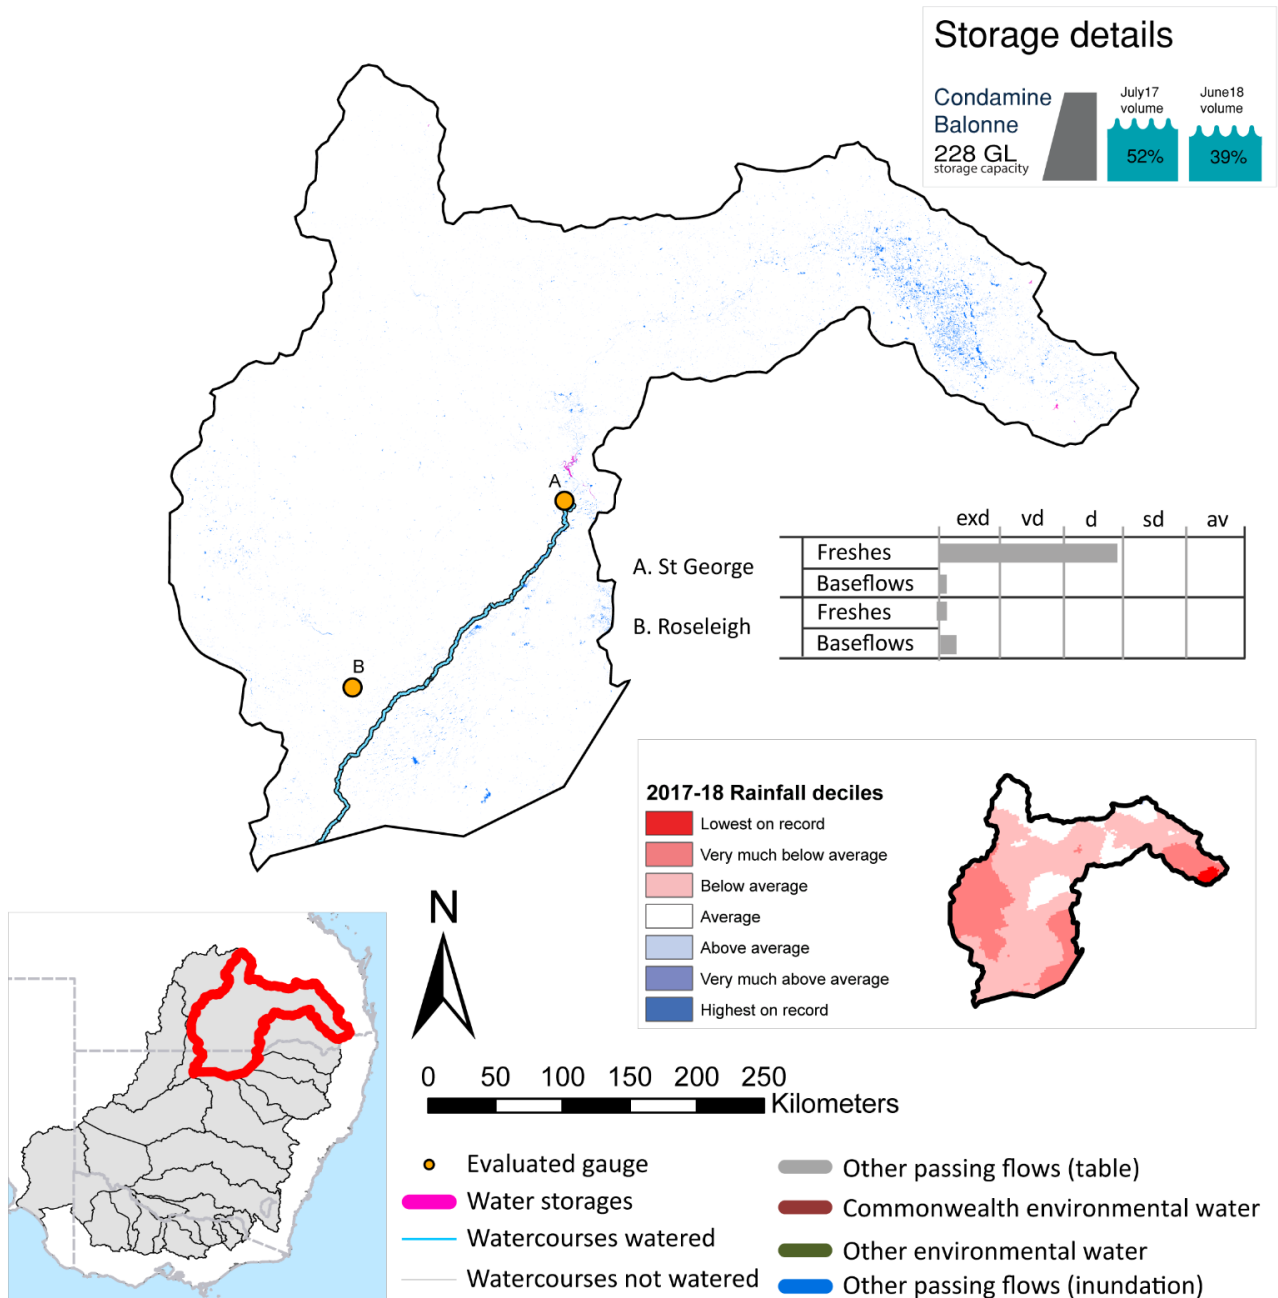 Storage details
Condamine
Balonne
228 GL
storage capacity
July17
volume
52%
June18
volume
39%
A
B
exd vd d sd av
A. St George
Freshes
Baseflows
B. Roseleigh
Freshes
Baseflows
2017-18 Rainfall deciles
Lowest on record
Very much below average
Below average
Average
Above average
Very much above average
Highest on record
N
0 50 100 150 200 250
Kilometers
Evaluated gauge
Water storages
Watercourses watered
Watercourses not watered
Other passing flows (table)
Commonwealth environmental water
Other environmental water
Other passing flows (inundation)